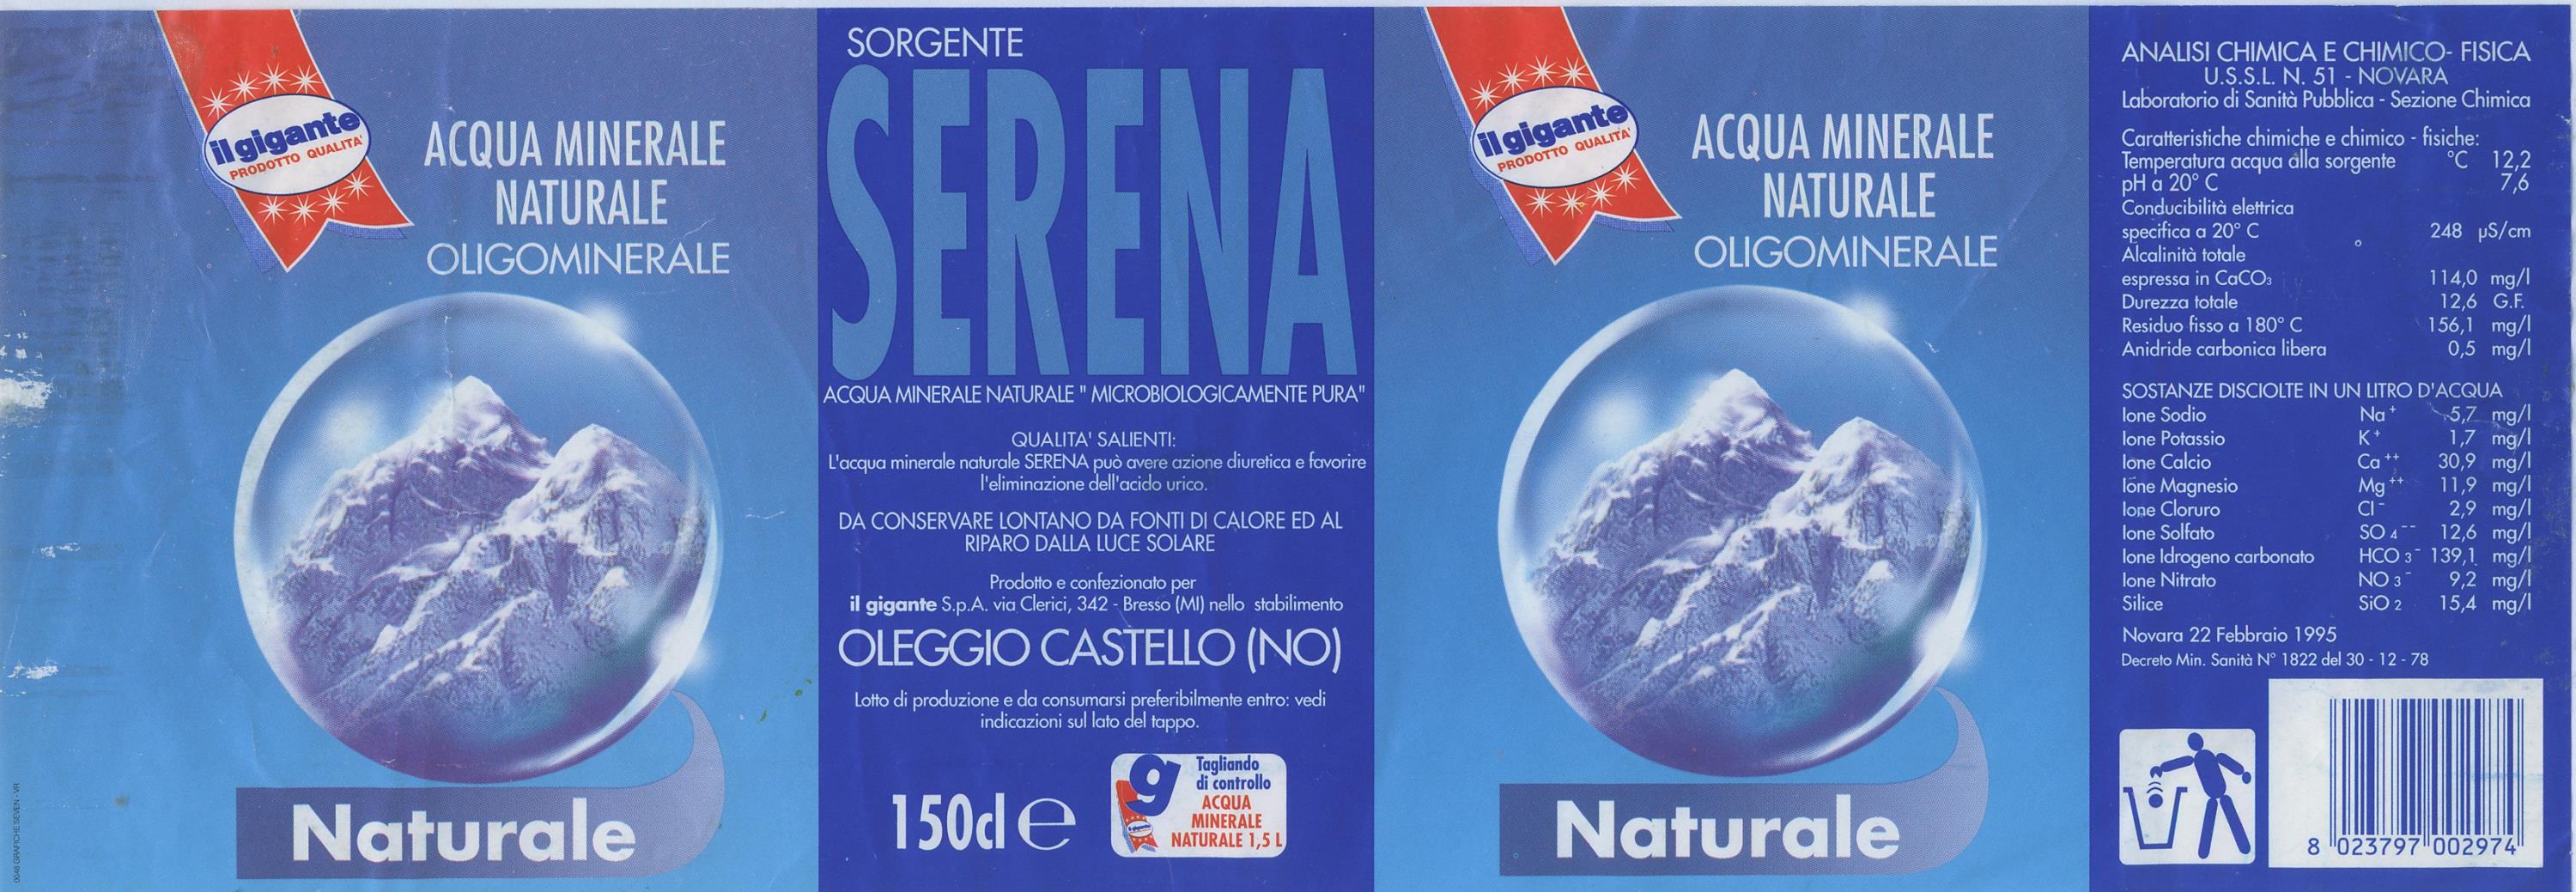 il gigante
PRODOTTO QUALITA'
ACQUA MINERALE
NATURALE
OLIGOMINERALE
Naturale
0046 GRAFICHE SEVEN - VR
SORGENTE
SERENA
ACQUA MINERALE NATURALE " MICROBIOLOGICAMENTE PURA"
QUALITA' SALIENTI:
L'acqua minerale naturale SERENA può avere azione diuretica e favorire
l'eliminazione dell'acido urico.
DA CONSERVARE LONTANO DA FONTI DI CALORE ED AL
RIPARO DALLA LUCE SOLARE
Prodotto e confezionato per
il gigante S.p.A. via Clerici, 342 - Bresso (MI) nello stabilimento
OLEGGIO CASTELLO (NO)
Lotto di produzione e da consumarsi preferibilmente entro: vedi
indicazioni sul lato del tappo.
150cl e
g
Tagliando
di controllo
ACQUA
MINERALE
NATURALE 1,5 L
il gigante
PRODOTTO QUALITA'
ACQUA MINERALE
NATURALE
OLIGOMINERALE
Naturale
ANALISI CHIMICA E CHIMICO- FISICA
U.S.S.L. N. 51 - NOVARA
Laboratorio di Sanità Pubblica - Sezione Chimica
Caratteristiche chimiche e chimico - fisiche:
Temperatura acqua alla sorgente °C 12,2
pH a 20° C 7,6
Conducibilità elettrica
specifica a 20° C 248 µS/cm
Alcalinità totale
espressa in CaCO3 114,0 mg/l
Durezza totale 12,6 G.F.
Residuo fisso a 180° C 156,1 mg/l
Anidride carbonica libera 0,5 mg/l
SOSTANZE DISCIOLTE IN UN LITRO D'ACQUA
Ione Sodio Na+ 5,7 mg/l
Ione Potassio K+ 1,7 mg/l
Ione Calcio Ca++ 30,9 mg/l
Ione Magnesio Mg++ 11,9 mg/l
Ione Cloruro Cl- 2,9 mg/l
Ione Solfato SO4-- 12,6 mg/l
Ione Idrogeno carbonato HCO3- 139,1 mg/l
Ione Nitrato NO3- 9,2 mg/l
Silice SiO2 15,4 mg/l
Novara 22 Febbraio 1995
Decreto Min. Sanità N° 1822 del 30 - 12 - 78
8 023797 002974